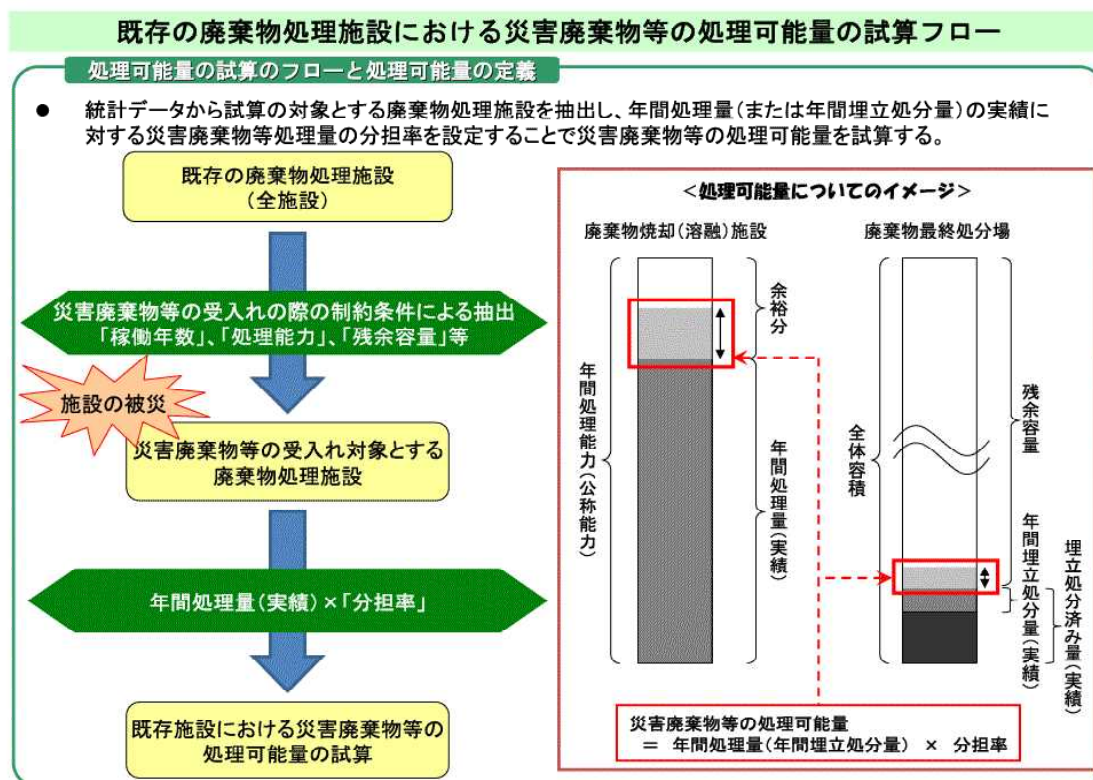 既存の廃棄物処理施設における災害廃棄物等の処理可能量の試算フロー
処理可能量の試算のフローと処理可能量の定義
● 統計データから試算の対象とする廃棄物処理施設を抽出し、年間処理量(または年間埋立処分量)の実績に
対する災害廃棄物等処理量の分担率を設定することで災害廃棄物等の処理可能量を試算する。
既存の廃棄物処理施設
(全施設)
災害廃棄物等の受入れの際の制約条件による抽出
「稼働年数」、「処理能力」、「残余容量」等
施設の被災
災害廃棄物等の受入れ対象とする
廃棄物処理施設
年間処理量(実績)×「分担率」
既存施設における災害廃棄物等の
処理可能量の試算
<処理可能量についてのイメージ>
廃棄物焼却(溶融)施設
廃棄物最終処分場
年間処理能力(公称能力)
余裕分
年間処理量(実績)
全体容積
残余容量
年間埋立処分量(実績)
埋立処分済み量(実績)
災害廃棄物等の処理可能量
= 年間処理量(年間埋立処分量) × 分担率